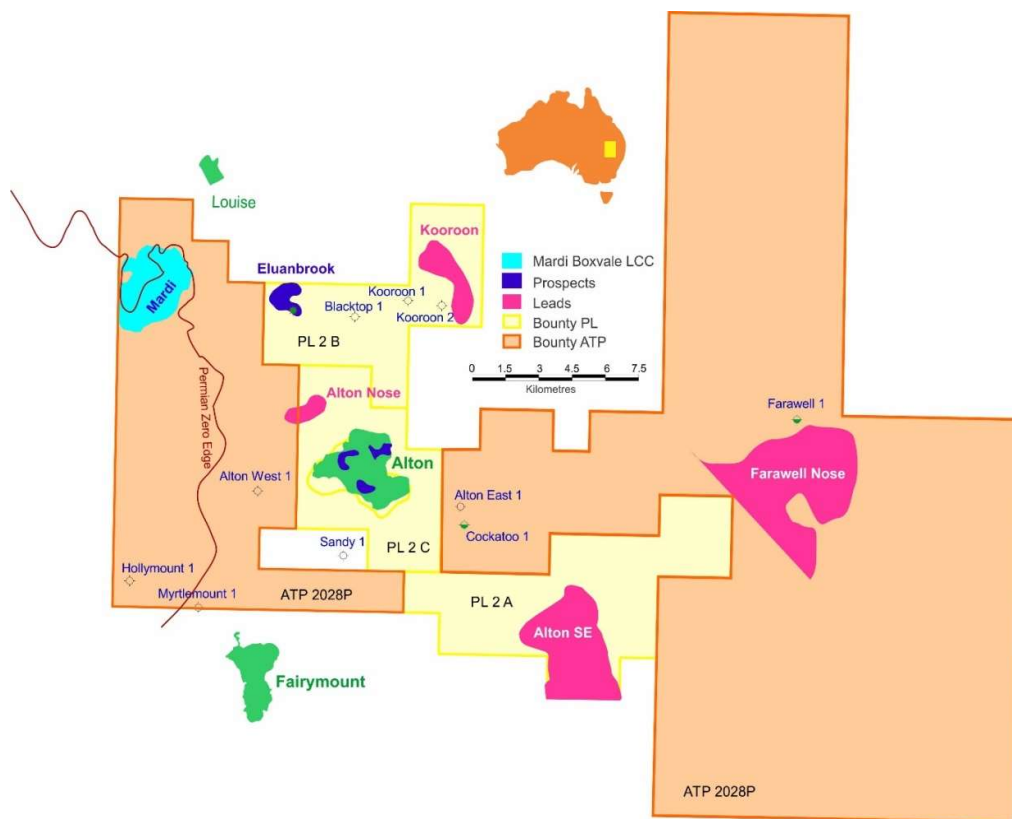 Louise
Kooroon
Mardi Boxvale LCC
Prospects
Leads
Bounty PL
Bounty ATP
Eluanbrook
Mardi
Kooroon 1
Blacktop 1
Kooroon 2
PL 2 B
0 1.5 3 4.5 6 7.5
Kilometres
Permian Zero Edge
Alton Nose
Farawell 1
Alton
Farawell Nose
Alton West 1
Alton East 1
Cockatoo 1
Sandy 1
PL 2 C
Hollymount 1
Myrtlemount 1
ATP 2028P
PL 2 A
Alton SE
Fairymount
ATP 2028P